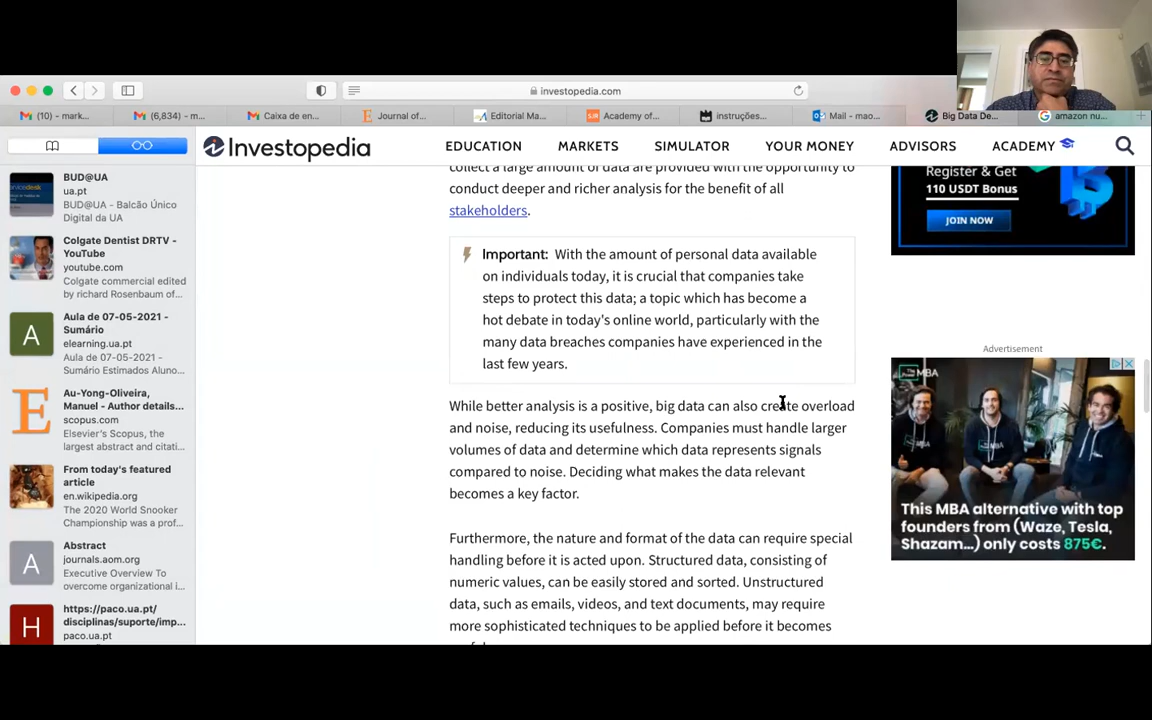 investopedia.com
(10) - mark...
(6,834) - m...
Caixa de en...
Journal of...
Editorial Ma...
Academy of...
instruções...
Mail - mao...
Big Data De...
amazon nu...
Investopedia
EDUCATION
MARKETS
SIMULATOR
YOUR MONEY
ADVISORS
ACADEMY
BUD@UA
ua.pt
BUD@UA - Balcão Único
Digital da UA
Colgate Dentist DRTV -
YouTube
youtube.com
Colgate commercial edited
by richard Rosenbaum of...
A
Aula de 07-05-2021 -
Sumário
elearning.ua.pt
Aula de 07-05-2021 -
Sumário Estimados Aluno...
E
Au-Yong-Oliveira,
Manuel - Author details...
scopus.com
Elsevier's Scopus, the
largest abstract and citati...
From today's featured
article
en.wikipedia.org
The 2020 World Snooker
Championship was a prof...
A
Abstract
journals.aom.org
Executive Overview To
overcome organizational i...
H
https://paco.ua.pt/
disciplinas/suporte/imp...
paco.ua.pt
collect a large amount of data are provided with the opportunity to
conduct deeper and richer analysis for the benefit of all
stakeholders.
Important: With the amount of personal data available
on individuals today, it is crucial that companies take
steps to protect this data; a topic which has become a
hot debate in today's online world, particularly with the
many data breaches companies have experienced in the
last few years.
While better analysis is a positive, big data can also create overload
and noise, reducing its usefulness. Companies must handle larger
volumes of data and determine which data represents signals
compared to noise. Deciding what makes the data relevant
becomes a key factor.
Furthermore, the nature and format of the data can require special
handling before it is acted upon. Structured data, consisting of
numeric values, can be easily stored and sorted. Unstructured
data, such as emails, videos, and text documents, may require
more sophisticated techniques to be applied before it becomes
Register & Get
110 USDT Bonus
JOIN NOW
Advertisement
MBA
This MBA alternative with top
founders from (Waze, Tesla,
Shazam...) only costs 875€.